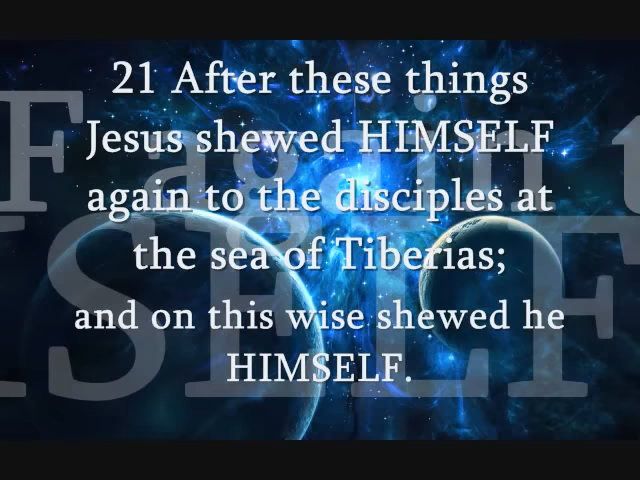 21 After these things
Jesus shewed HIMSELF
again to the disciples at
the sea of Tiberias;
and on this wise shewed he
HIMSELF.